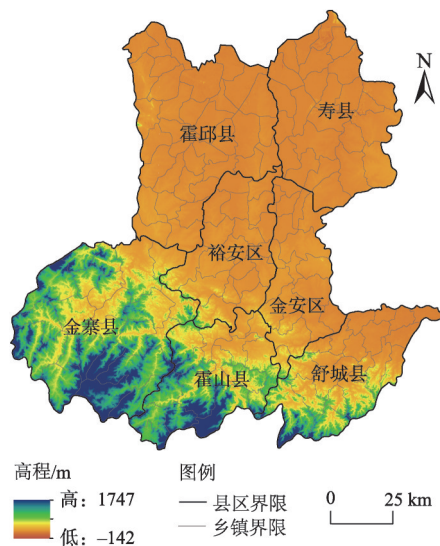 N
寿县
霍邱县
裕安区
金安区
金寨县
霍山县
舒城县
高程/m
高：1747
低：–142
图例
县区界限
乡镇界限
0 25 km